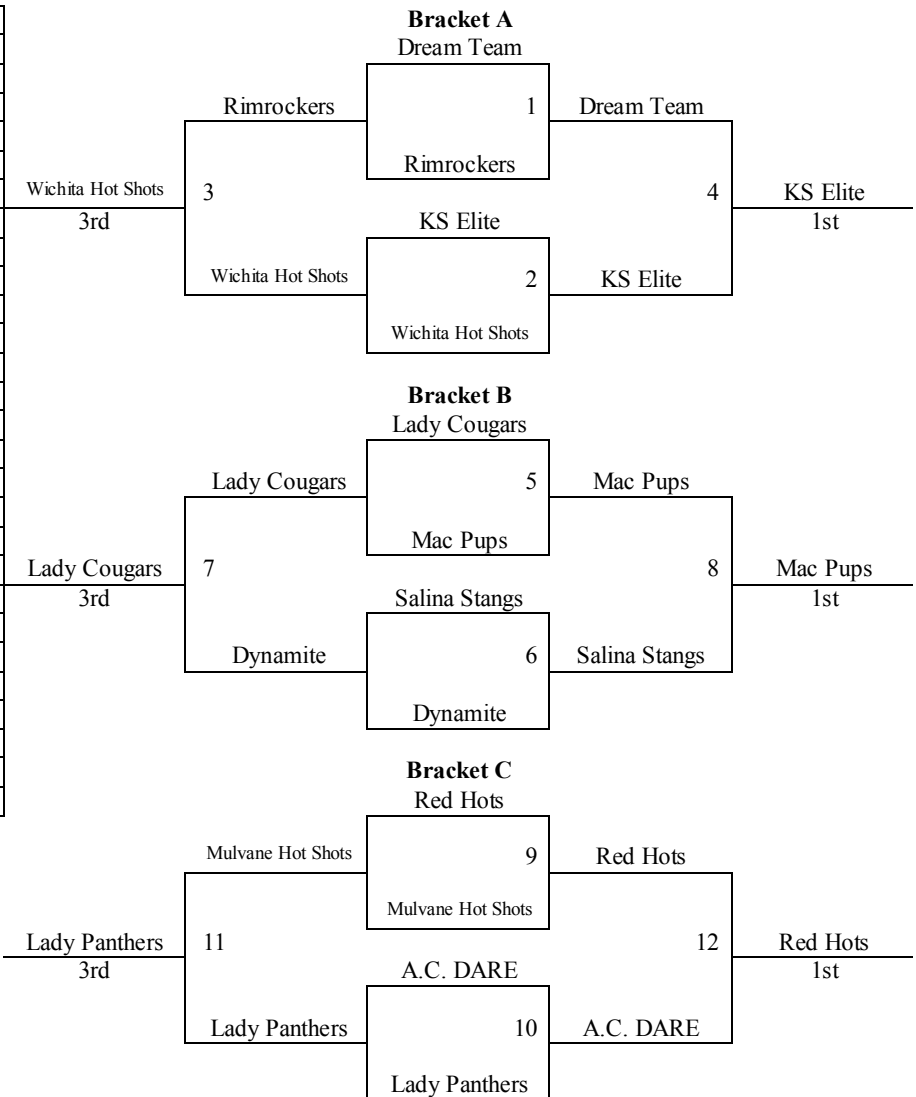 Bracket A
Dream Team
Rimrockers 1 Dream Team
Rimrockers
Wichita Hot Shots 3 4 KS Elite
3rd KS Elite 1st
Wichita Hot Shots 2 KS Elite
Wichita Hot Shots
Bracket B
Lady Cougars
Lady Cougars 5 Mac Pups
Mac Pups
Lady Cougars 7 8 Mac Pups
3rd Salina Stangs 1st
Dynamite 6 Salina Stangs
Dynamite
Bracket C
Red Hots
Mulvane Hot Shots 9 Red Hots
Mulvane Hot Shots
Lady Panthers 11 12 Red Hots
3rd A.C. DARE 1st
Lady Panthers 10 A.C. DARE
Lady Panthers